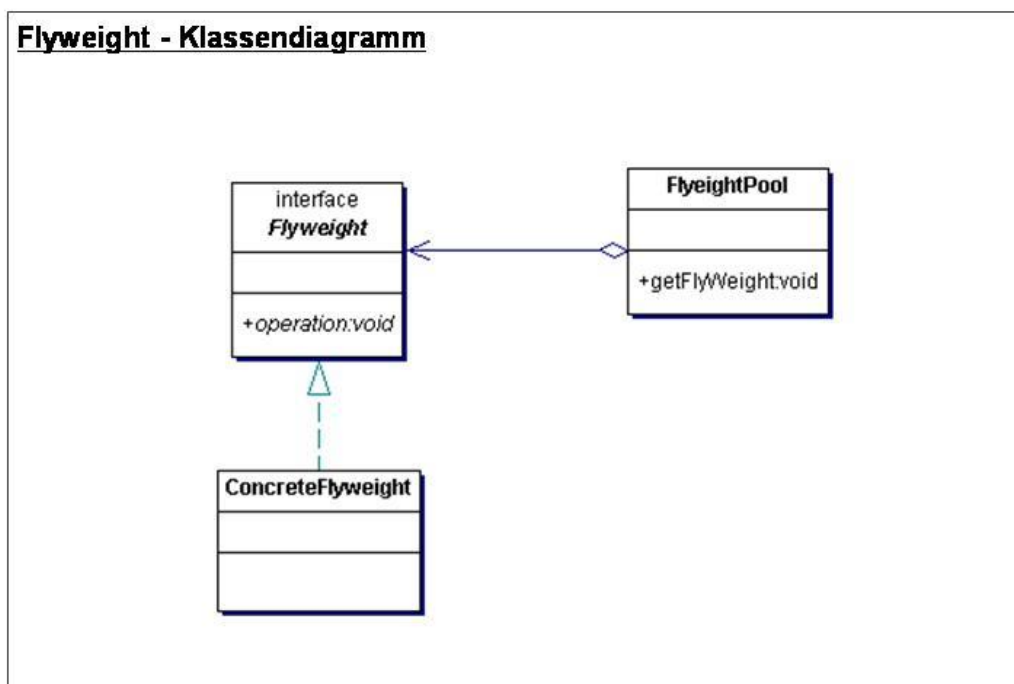 Flyweight - Klassendiagramm
interface
Flyweight
+operation:void
FlyeightPool
+getFlyWeight:void
ConcreteFlyweight